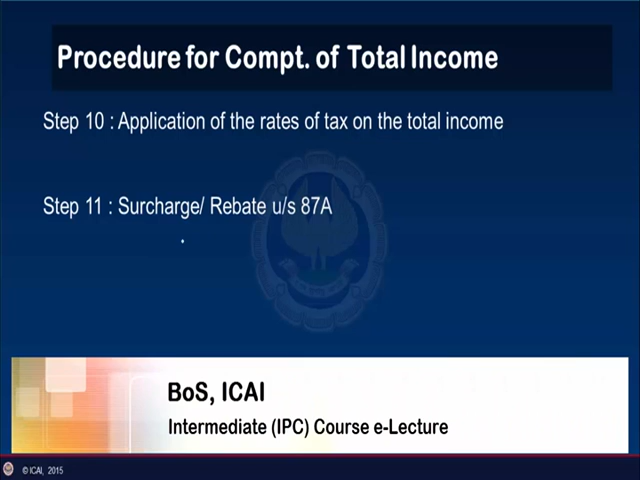 Procedure for Compt. of Total Income
Step 10 : Application of the rates of tax on the total income
Step 11 : Surcharge/ Rebate u/s 87A
BoS, ICAI
Intermediate (IPC) Course e-Lecture
© ICAI, 2015